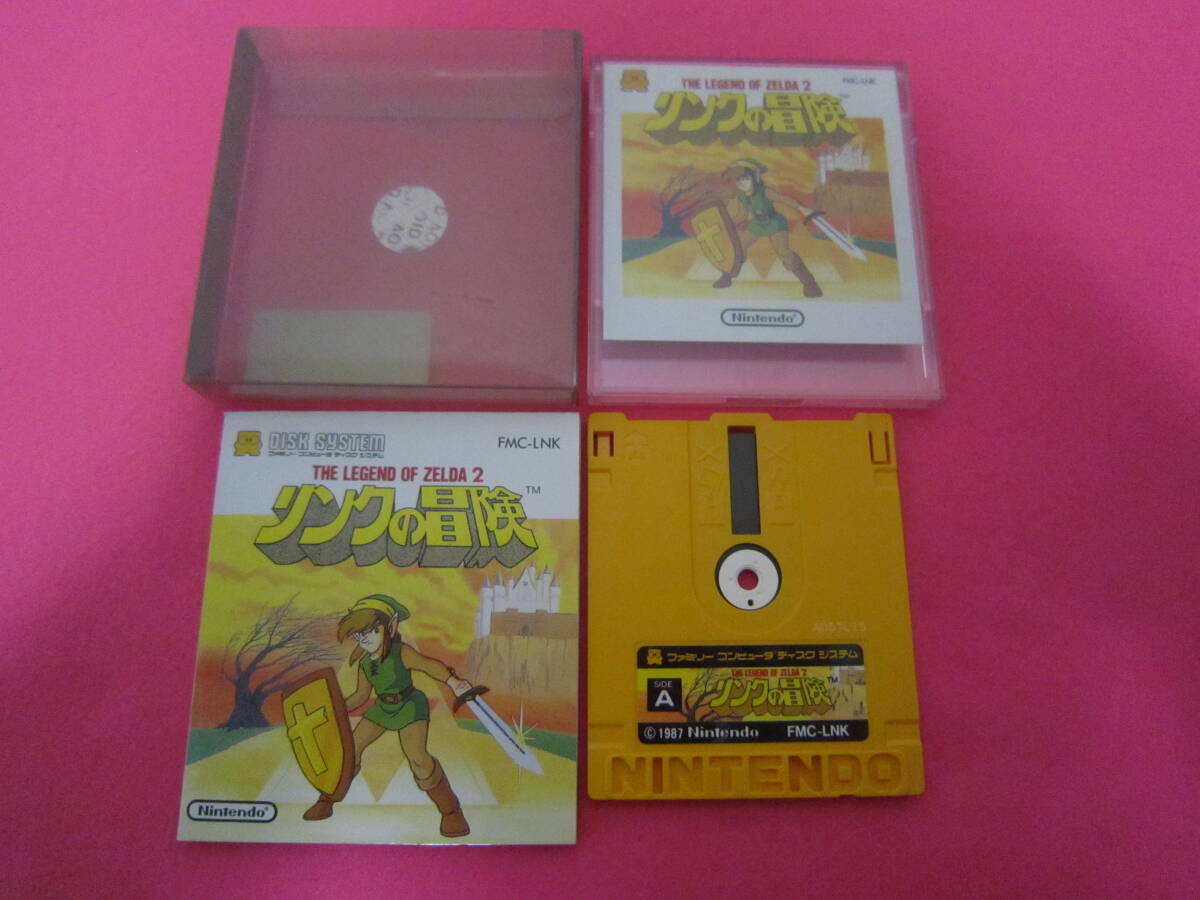 THE LEGEND OF ZELDA 2
FMC-LNK
リンクの冒険
TM
Nintendo®
DISK SYSTEM
FMC-LNK
ファミリー コンピュータ ディスク システム
THE LEGEND OF ZELDA 2
リンクの冒険
TM
Nintendo®
ファミリー コンピュータ ディスク システム
THE LEGEND OF ZELDA 2
SIDE
A
リンクの冒険
TM
©1987 Nintendo FMC-LNK
NINTENDO